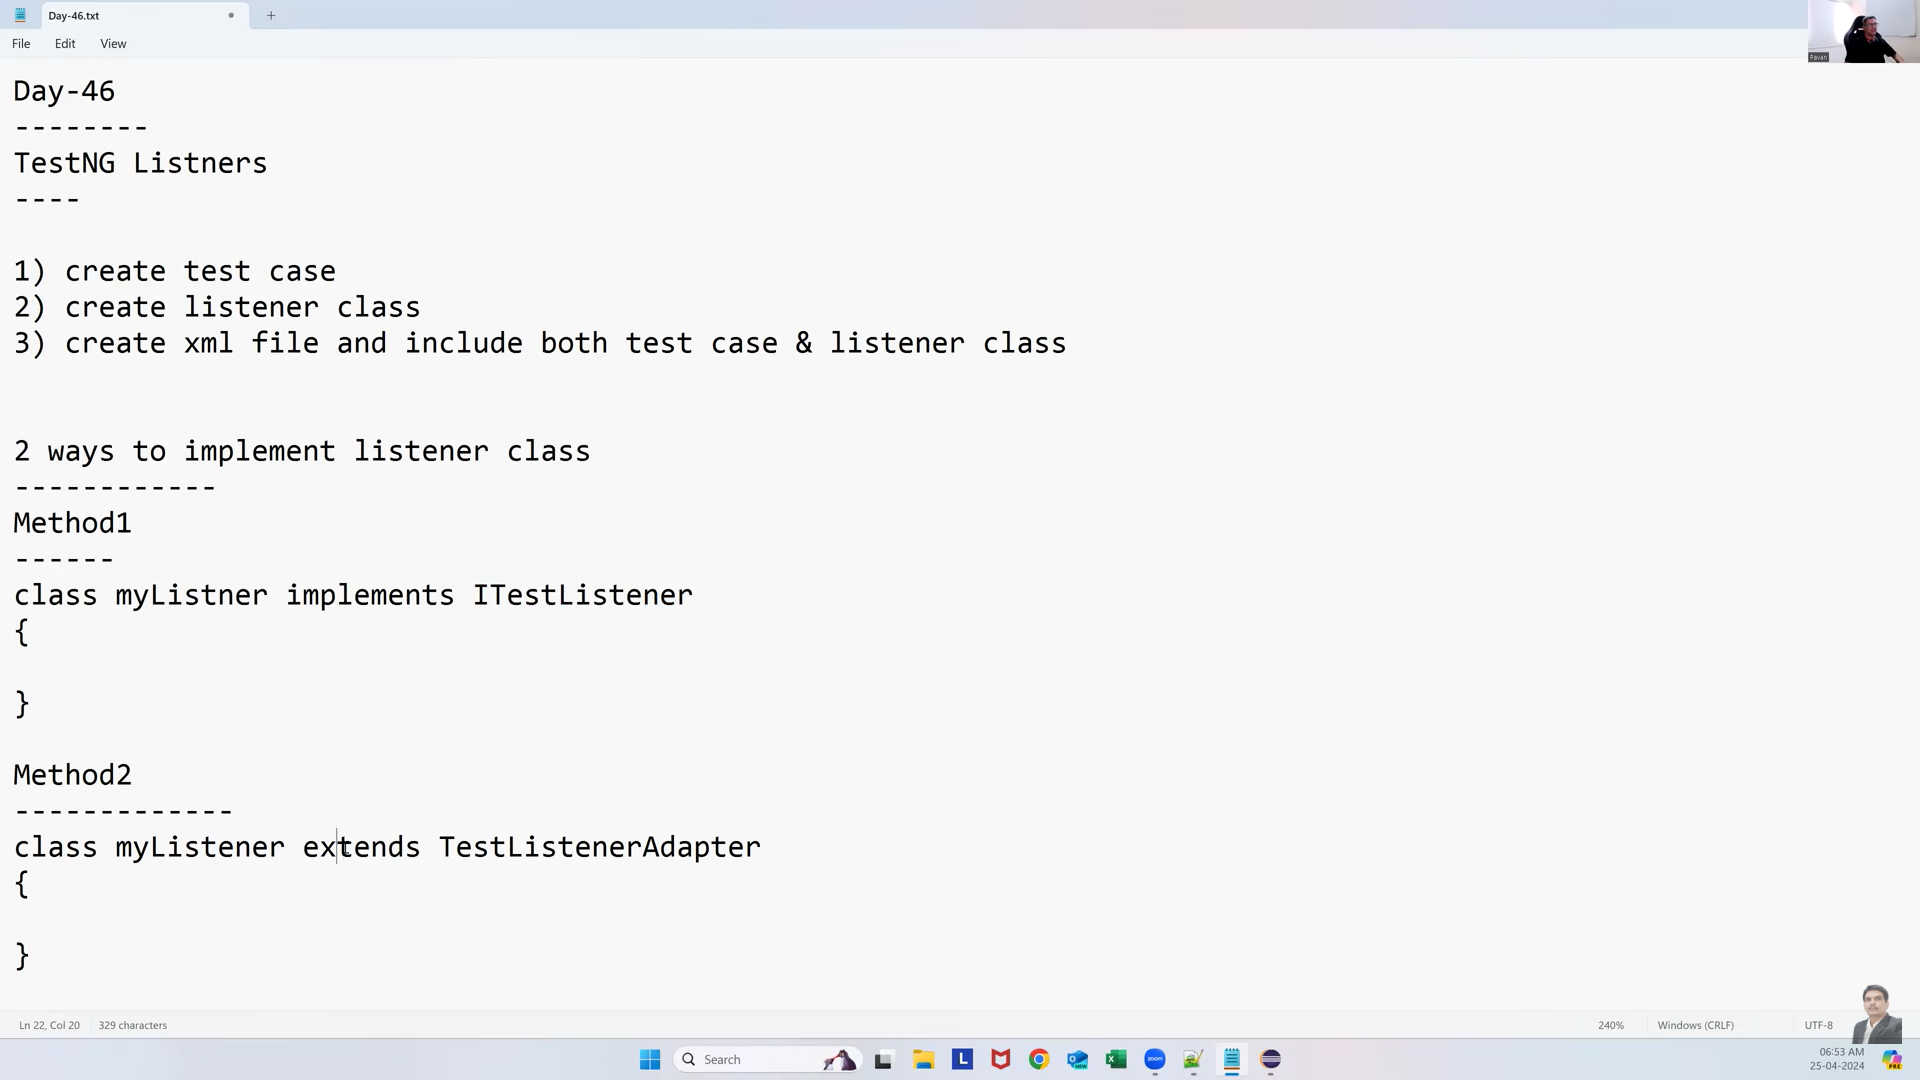 Day-46.txt
File Edit View
Pavan
Day-46
--------
TestNG Listners
----
1) create test case
2) create listener class
3) create xml file and include both test case & listener class
2 ways to implement listener class
------------
Method1
------
class myListner implements ITestListener
{
}
Method2
-------------
class myListener extends TestListenerAdapter
{
}
Ln 22, Col 20 329 characters 240% Windows (CRLF) UTF-8
Search
06:53 AM
25-04-2024